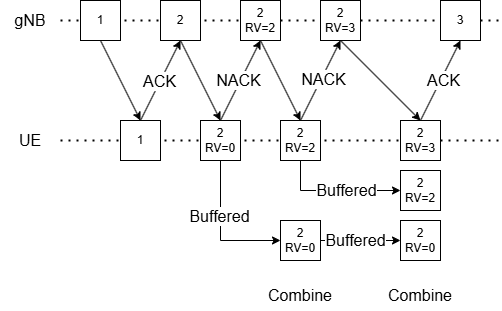 gNB 1 2 2 RV=2 2 RV=3 3
ACK NACK NACK ACK
UE 1 2 RV=0 2 RV=2 2 RV=3
Buffered 2 RV=2
Buffered
2 RV=0 Buffered 2 RV=0
Combine Combine